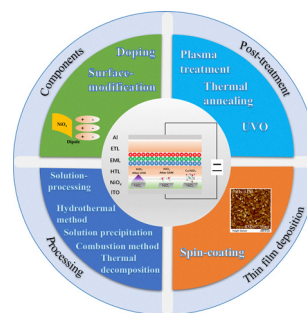 Components
Doping
Surface-
modification
NiOx
Dipole
Post-treatment
Plasma
treatment
Thermal
annealing
UVO
Al
ETL
EML
HTL
NiOx
ITO
Processing
Solution-
processing
Hydrothermal
method
Solution precipitation
Combustion method
Thermal
decomposition
Spin-coating
Thin film deposition